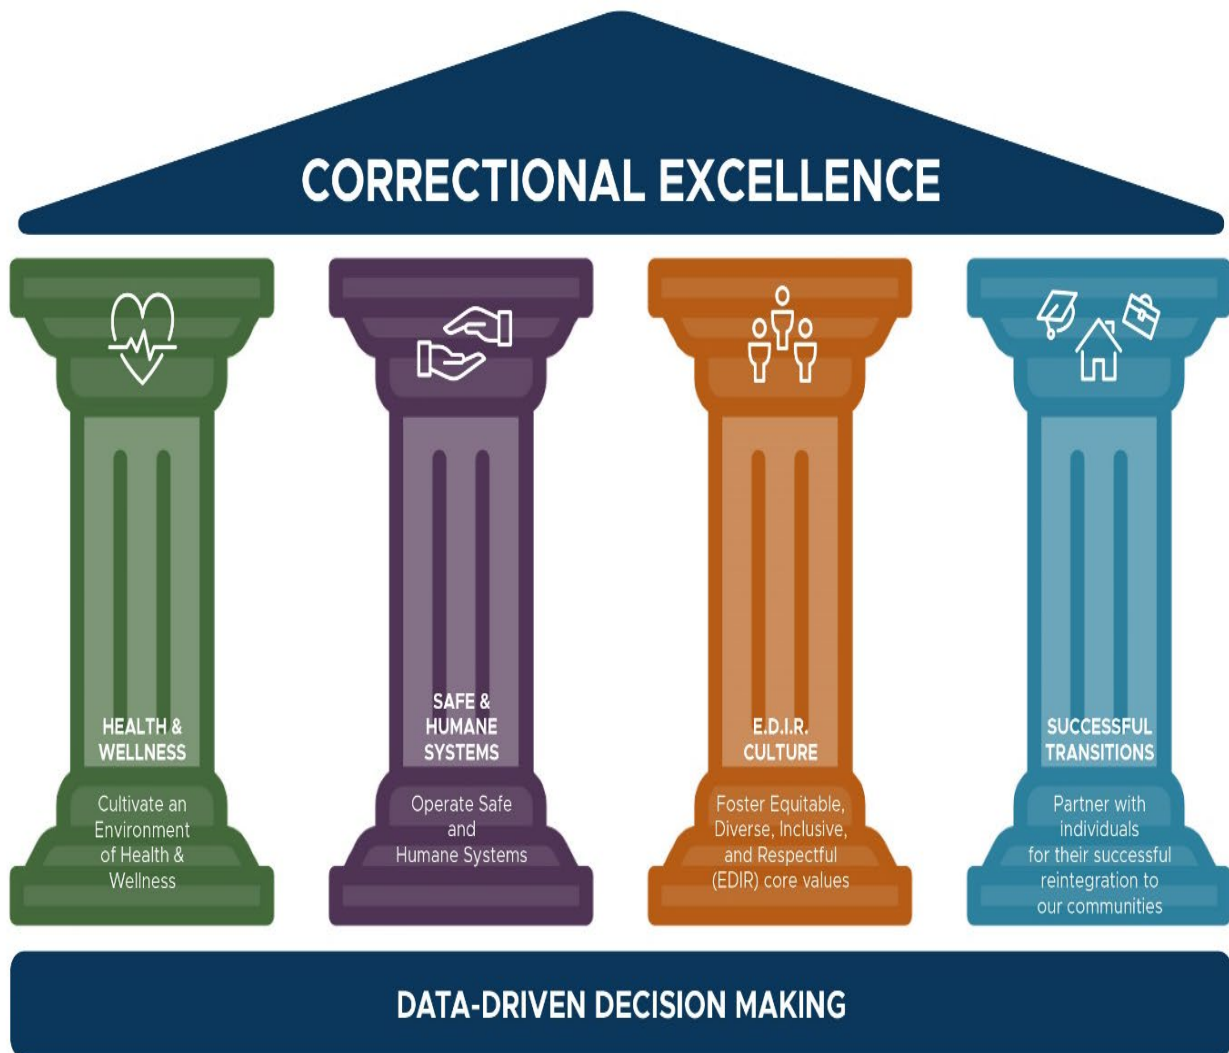 CORRECTIONAL EXCELLENCE
HEALTH &
WELLNESS
Cultivate an
Environment
of Health &
Wellness
SAFE &
HUMANE
SYSTEMS
Operate Safe
and
Humane Systems
E.D.I.R.
CULTURE
Foster Equitable,
Diverse, Inclusive,
and Respectful
(EDIR) core values
SUCCESSFUL
TRANSITIONS
Partner with
individuals
for their successful
reintegration to
our communities
DATA-DRIVEN DECISION MAKING